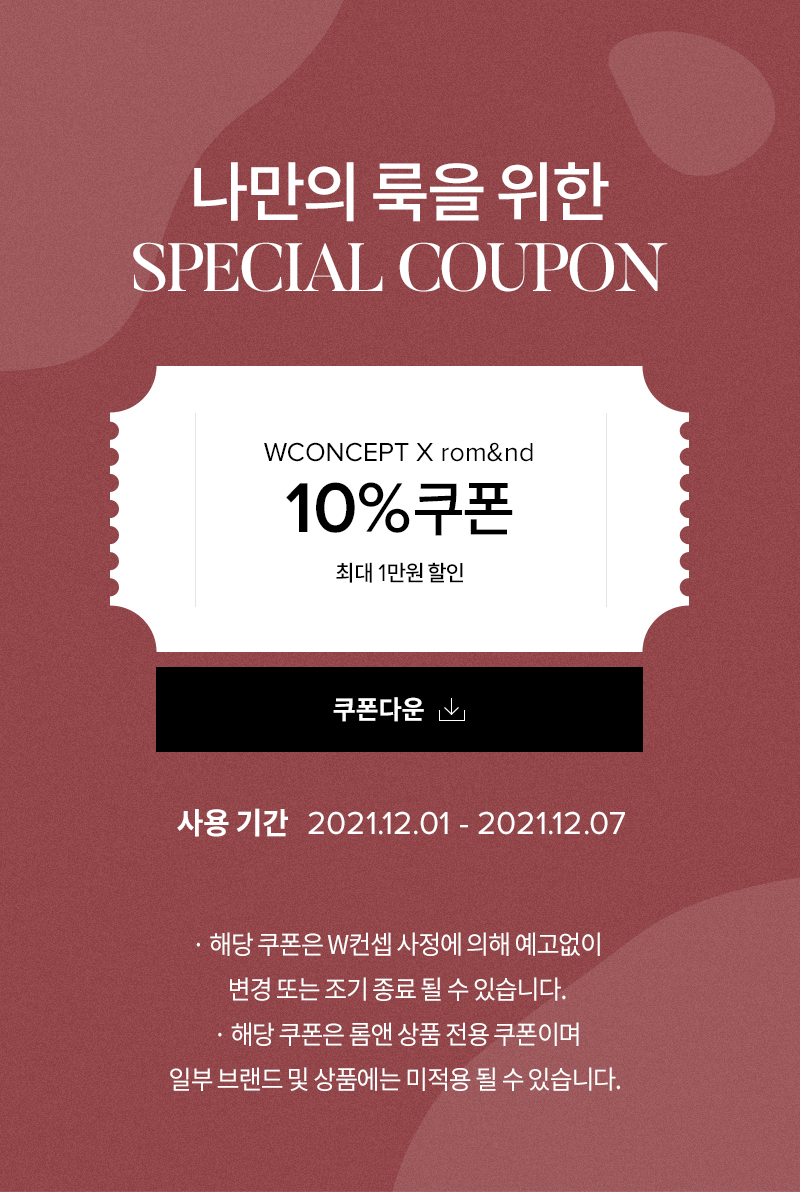 나만의 룩을 위한
SPECIAL COUPON
WCONCEPT X rom&nd
10%쿠폰
최대 1만원 할인
쿠폰다운
사용 기간 2021.12.01 - 2021.12.07
· 해당 쿠폰은 W컨셉 사정에 의해 예고없이
변경 또는 조기 종료 될 수 있습니다.
· 해당 쿠폰은 롬앤 상품 전용 쿠폰이며
일부 브랜드 및 상품에는 미적용 될 수 있습니다.